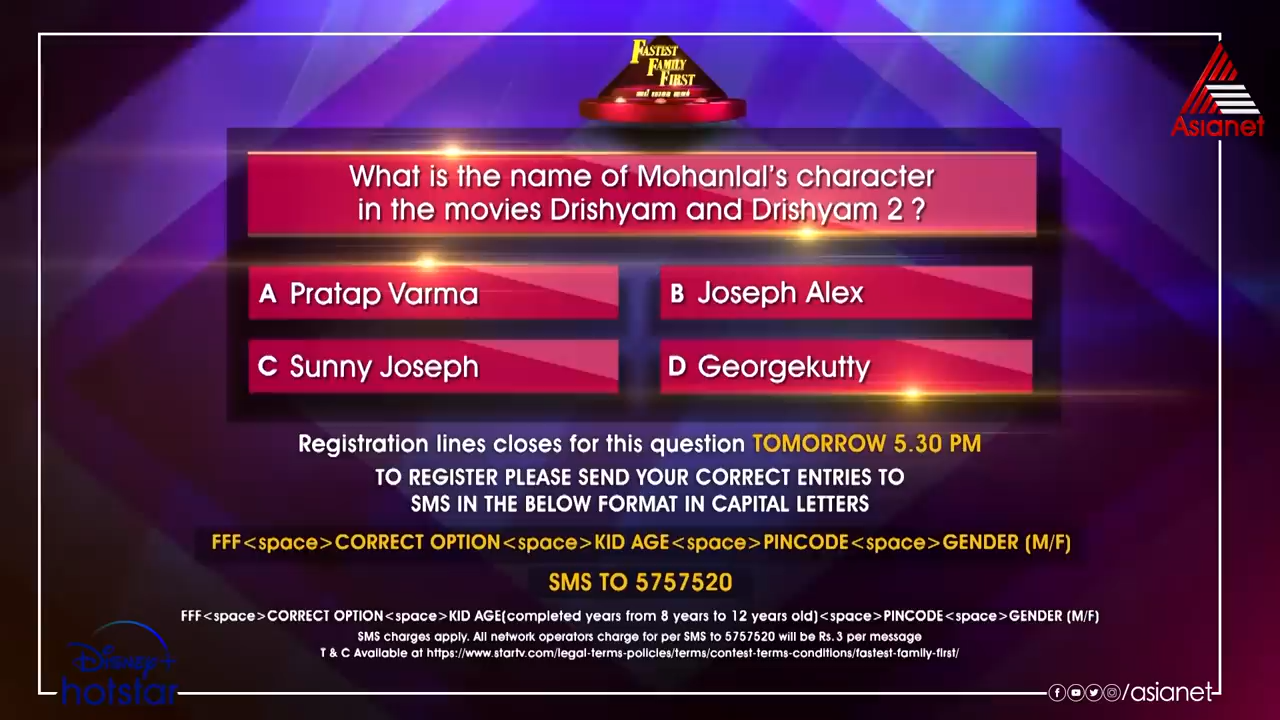 FASTEST
FAMILY
FIRST
Asianet
What is the name of Mohanlal's character
in the movies Drishyam and Drishyam 2 ?
A Pratap Varma
B Joseph Alex
C Sunny Joseph
D Georgekutty
Registration lines closes for this question TOMORROW 5.30 PM
TO REGISTER PLEASE SEND YOUR CORRECT ENTRIES TO
SMS IN THE BELOW FORMAT IN CAPITAL LETTERS
FFF<space>CORRECT OPTION<space>KID AGE<space>PINCODE<space>GENDER (M/F)
SMS TO 5757520
FFF<space>CORRECT OPTION<space>KID AGE(completed years from 8 years to 12 years old)<space>PINCODE<space>GENDER (M/F)
SMS charges apply. All network operators charge for per SMS to 5757520 will be Rs. 3 per message
T & C Available at https://www.startv.com/legal-terms-policies/terms/contest-terms-conditions/fastest-family-first/
Disney+
hotstar
/asianet